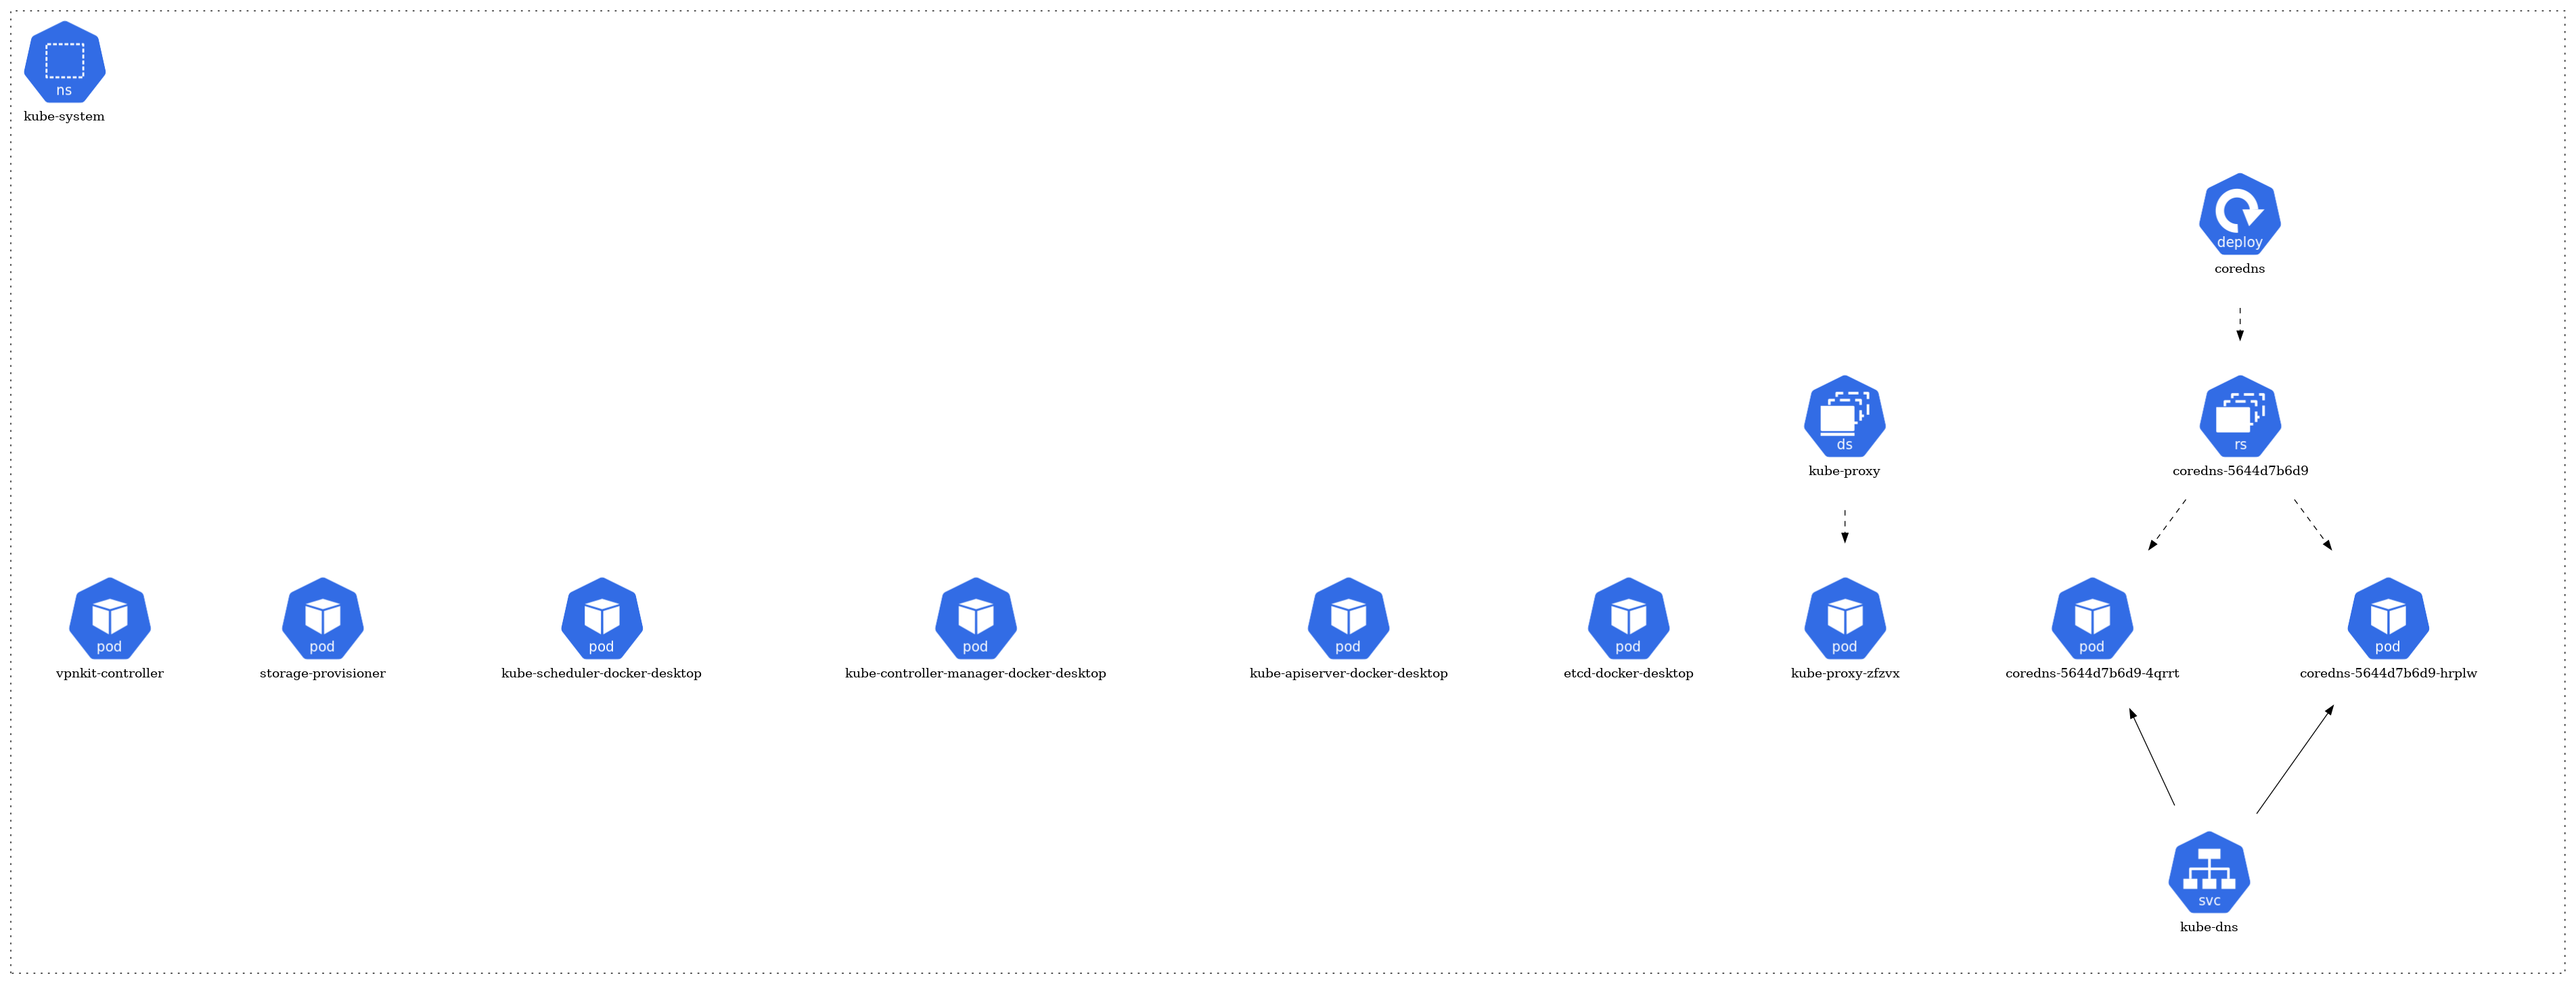 ns
kube-system
deploy
coredns
ds
kube-proxy
rs
coredns-5644d7b6d9
pod
vpnkit-controller
pod
storage-provisioner
pod
kube-scheduler-docker-desktop
pod
kube-controller-manager-docker-desktop
pod
kube-apiserver-docker-desktop
pod
etcd-docker-desktop
pod
kube-proxy-zfzvx
pod
coredns-5644d7b6d9-4qrrt
pod
coredns-5644d7b6d9-hrplw
svc
kube-dns